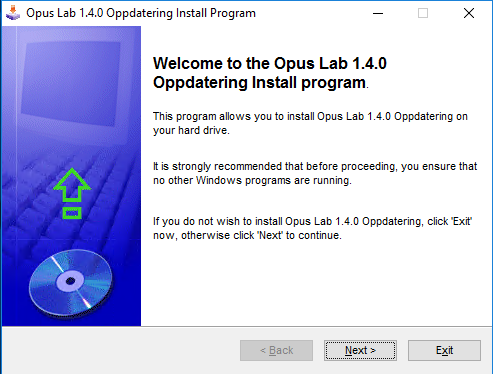 Opus Lab 1.4.0 Oppdatering Install Program
Welcome to the Opus Lab 1.4.0
Oppdatering Install program.
This program allows you to install Opus Lab 1.4.0 Oppdatering on
your hard drive.
It is strongly recommended that before proceeding, you ensure that
no other Windows programs are running.
If you do not wish to install Opus Lab 1.4.0 Oppdatering, click 'Exit'
now, otherwise click 'Next' to continue.
< Back
Next >
Exit